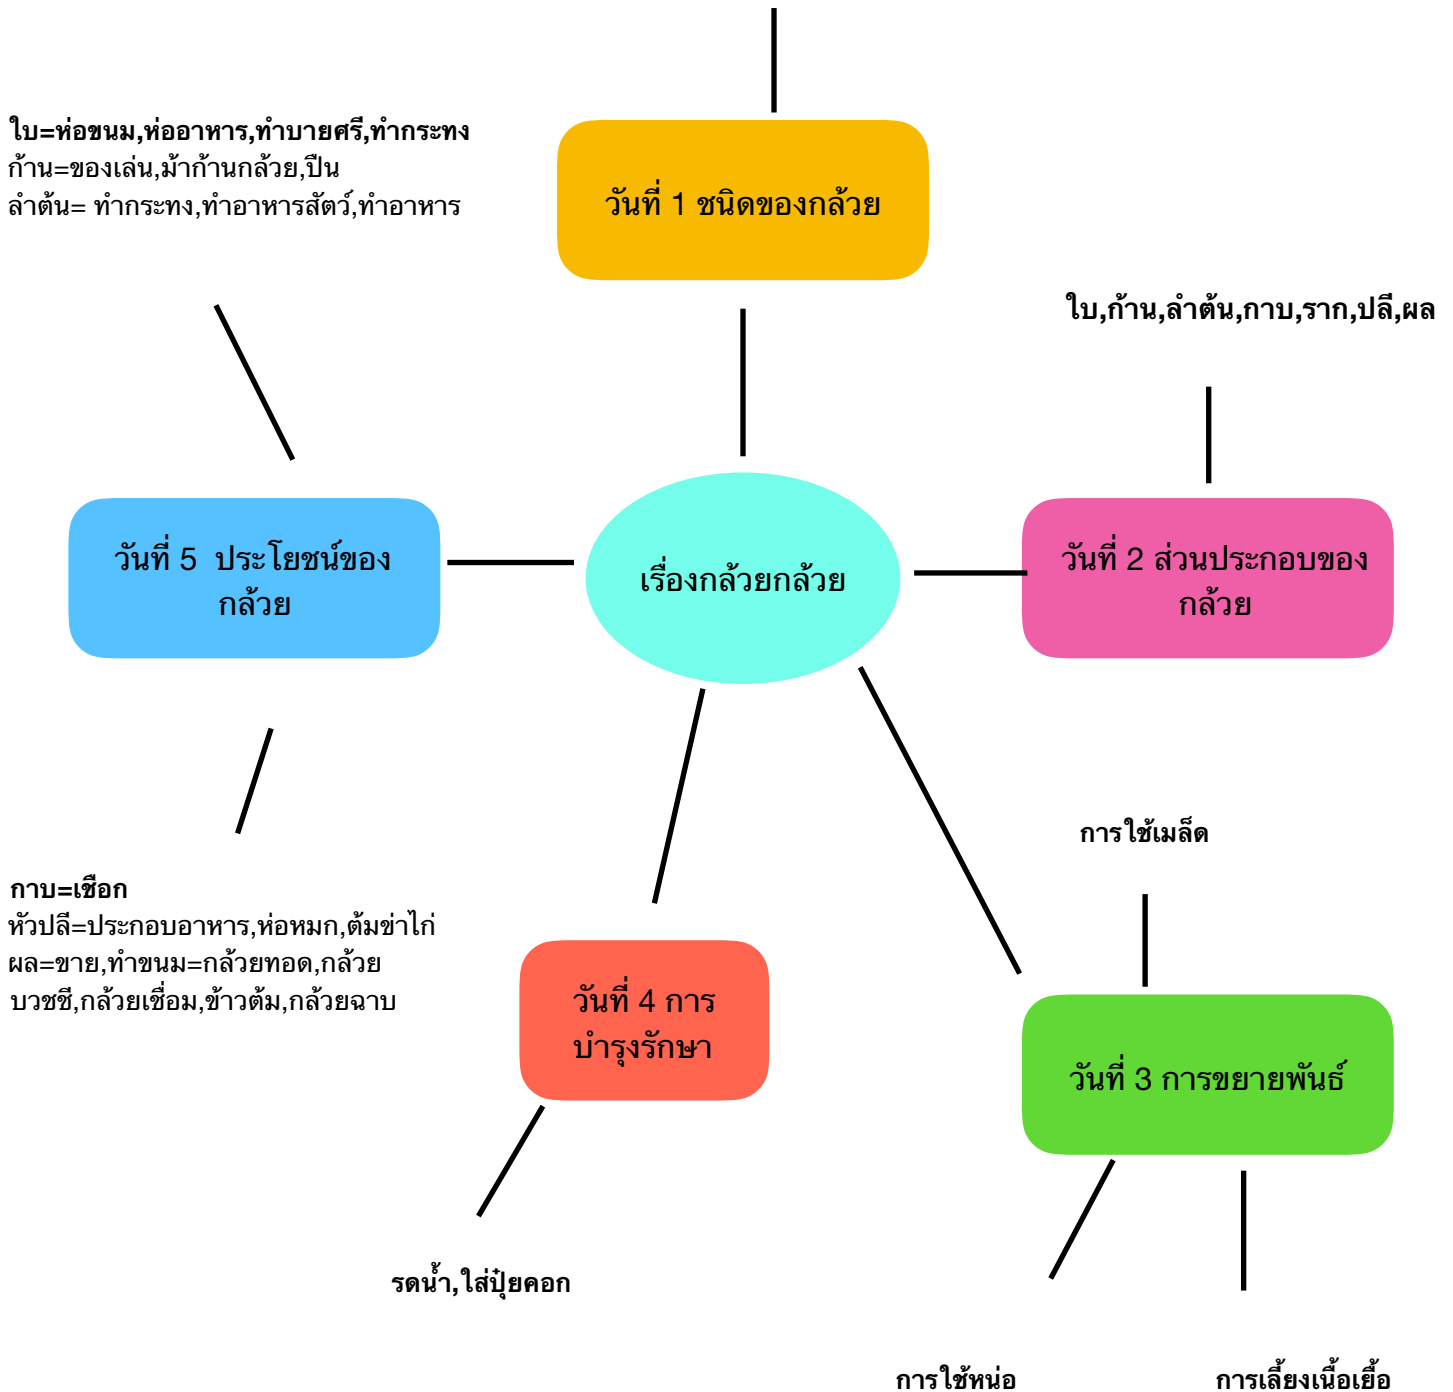 ใบ=ห่อขนม,ห่ออาหาร,ทำบายศรี,ทำกระทง
ก้าน=ของเล่น,ม้าก้านกล้วย,ปืน
ลำต้น= ทำกระทง,ทำอาหารสัตว์,ทำอาหาร
วันที่ 1 ชนิดของกล้วย
ใบ,ก้าน,ลำต้น,กาบ,ราก,ปลี,ผล
วันที่ 5 ประโยชน์ของ
กล้วย
เรื่องกล้วยกล้วย
วันที่ 2 ส่วนประกอบของ
กล้วย
การใช้เมล็ด
กาบ=เชือก
หัวปลี=ประกอบอาหาร,ห่อหมก,ต้มข่าไก่
ผล=ขาย,ทำขนม=กล้วยทอด,กล้วย
บวชชี,กล้วยเชื่อม,ข้าวต้ม,กล้วยฉาบ
วันที่ 4 การ
บำรุงรักษา
วันที่ 3 การขยายพันธ์
รดน้ำ,ใส่ปุ๋ยคอก
การใช้หน่อ
การเลี้ยงเนื้อเยื้อ